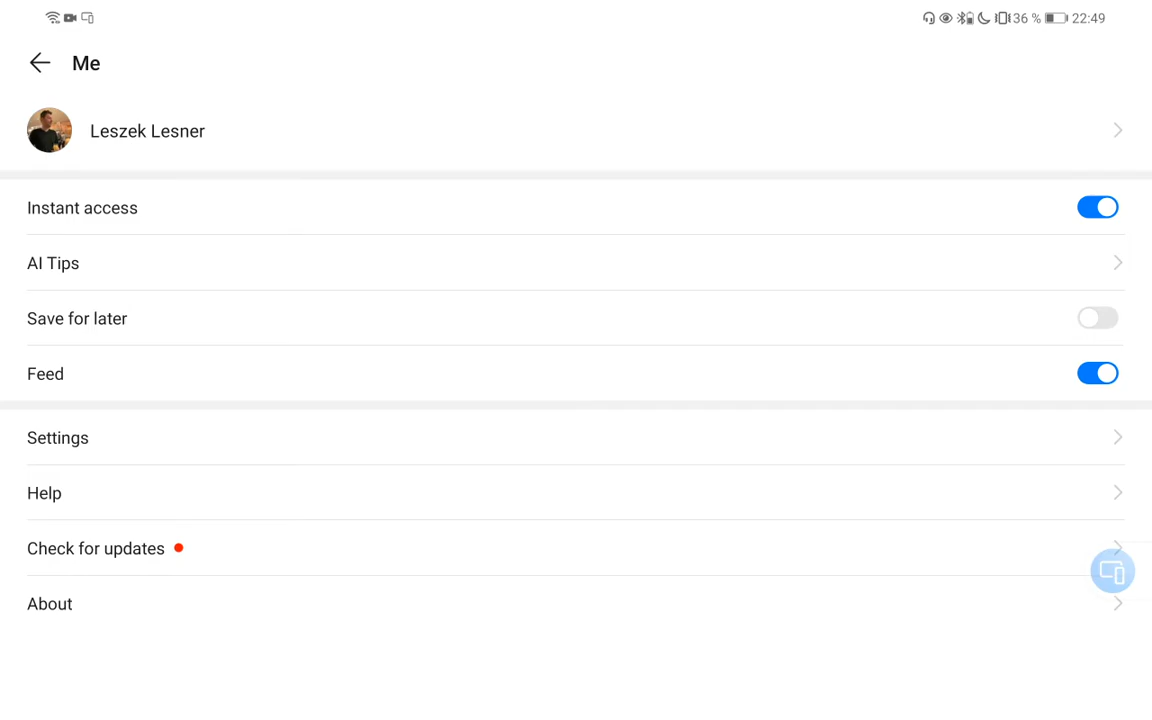 36 % 22:49
Me
Leszek Lesner
Instant access
AI Tips
Save for later
Feed
Settings
Help
Check for updates
About